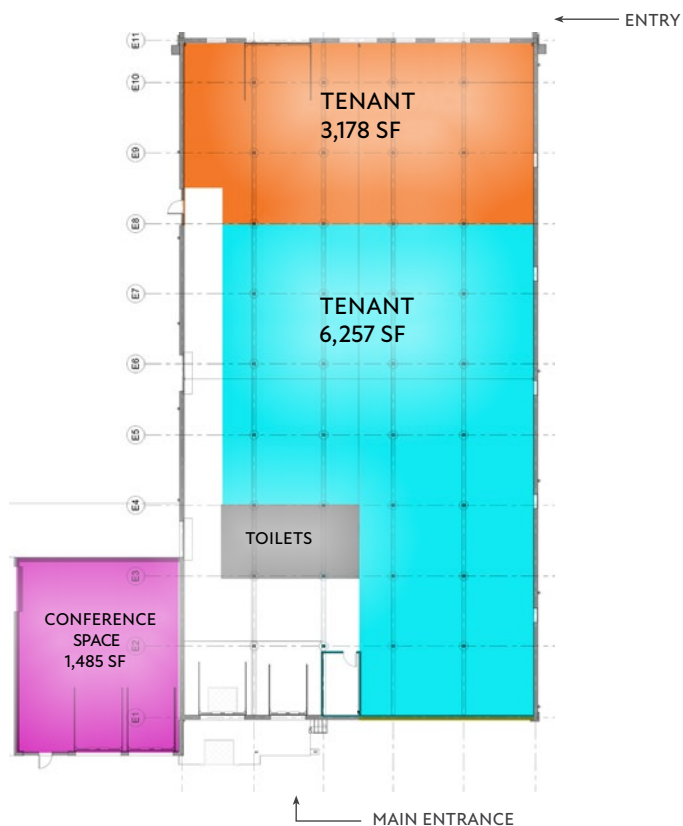 ENTRY
E11
E10
TENANT
3,178 SF
E9
E8
E7
TENANT
6,257 SF
E6
E5
E4
TOILETS
E3
CONFERENCE
SPACE
1,485 SF
E2
E1
MAIN ENTRANCE